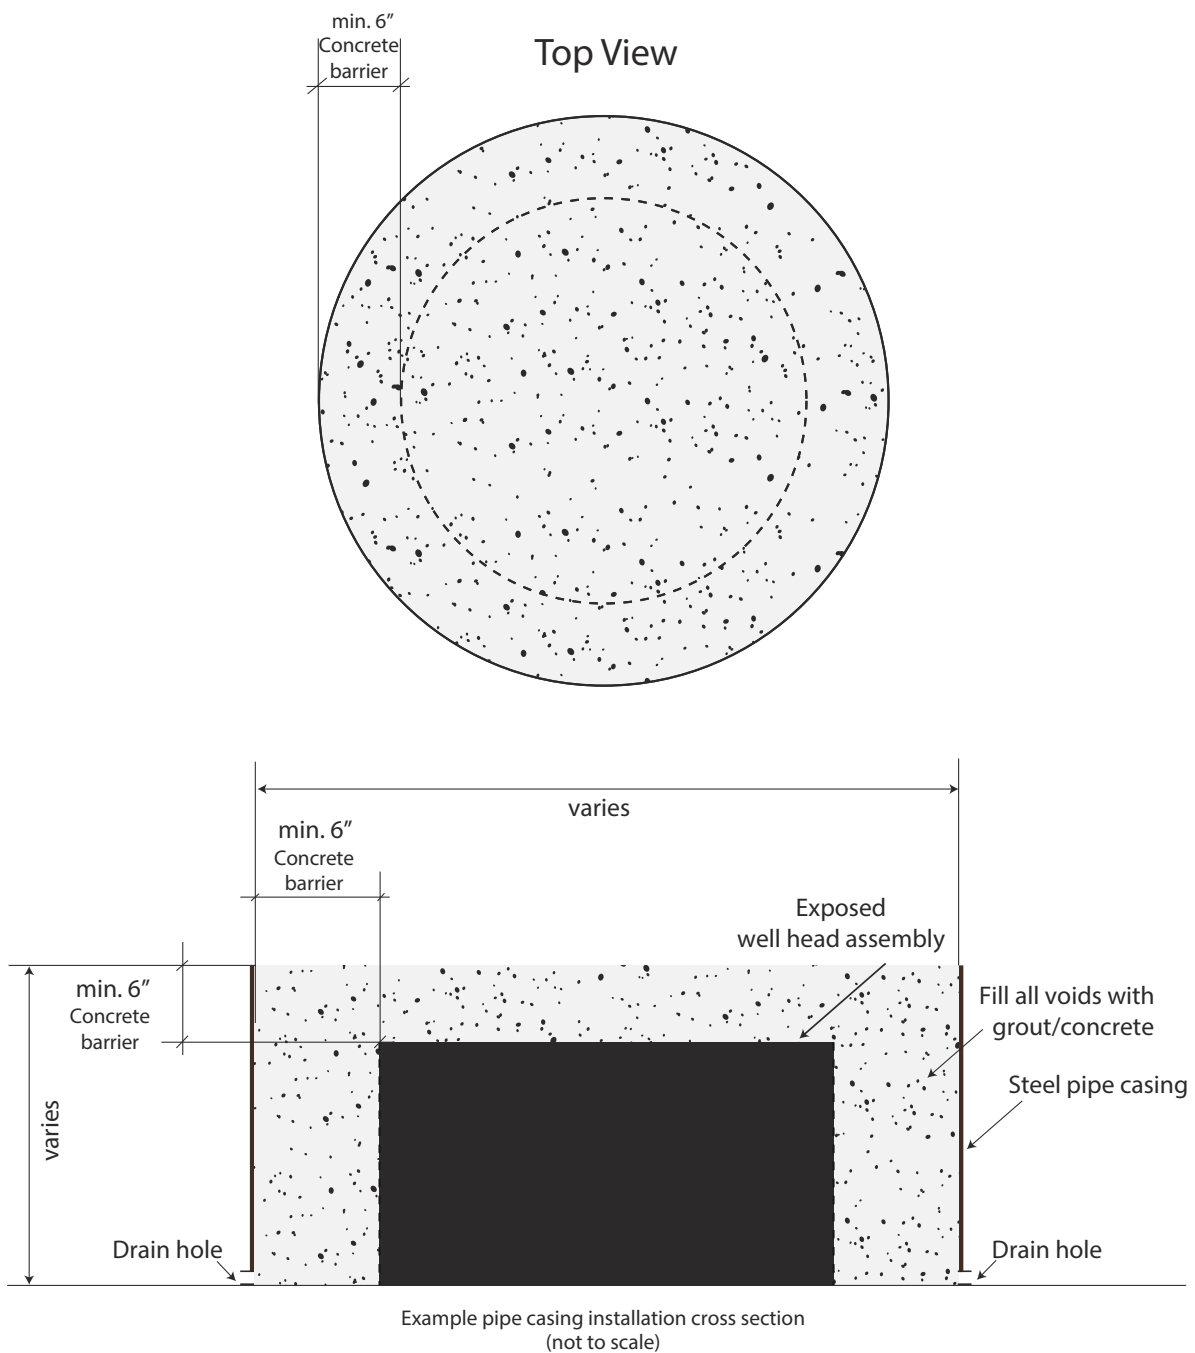 min. 6”
Concrete
barrier
Top View
varies
min. 6”
Concrete
barrier
Exposed
well head assembly
min. 6”
Concrete
barrier
Fill all voids with
grout/concrete
Steel pipe casing
varies
Drain hole
Drain hole
Example pipe casing installation cross section
(not to scale)